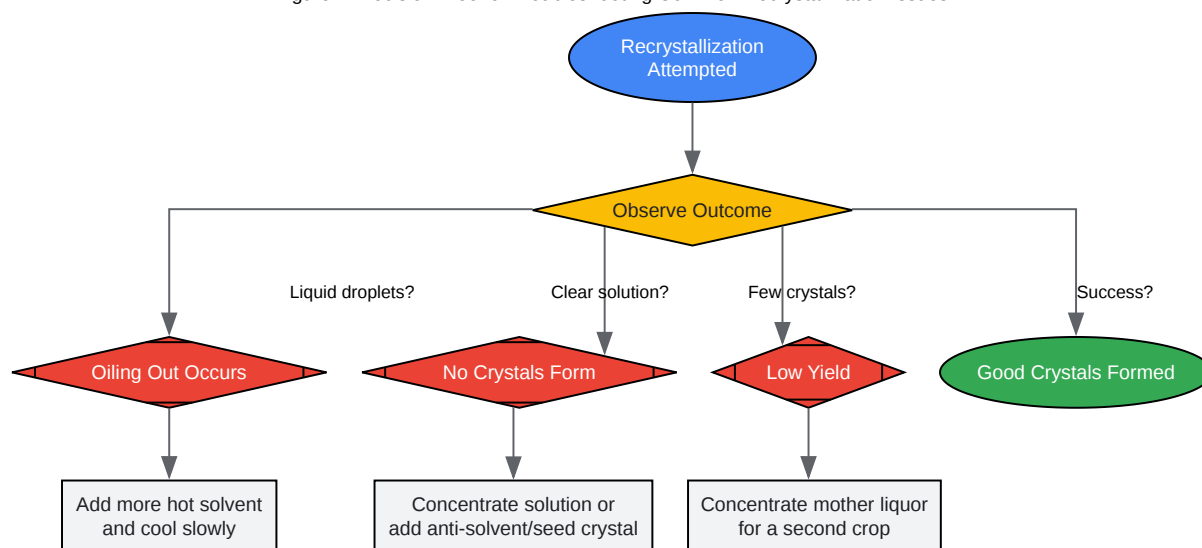 Recrystallization
Attempted
Observe Outcome
Liquid droplets?
Clear solution?
Few crystals?
Success?
Oiling Out Occurs
No Crystals Form
Low Yield
Good Crystals Formed
Add more hot solvent
and cool slowly
Concentrate solution or
add anti-solvent/seed crystal
Concentrate mother liquor
for a second crop